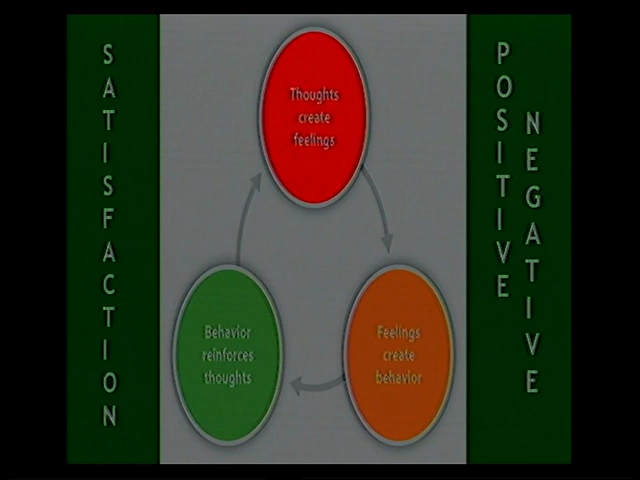 SATISFACTION
Thoughts
create
feelings
Feelings
create
behavior
Behavior
reinforces
thoughts
POSITIVE
NEGATIVE